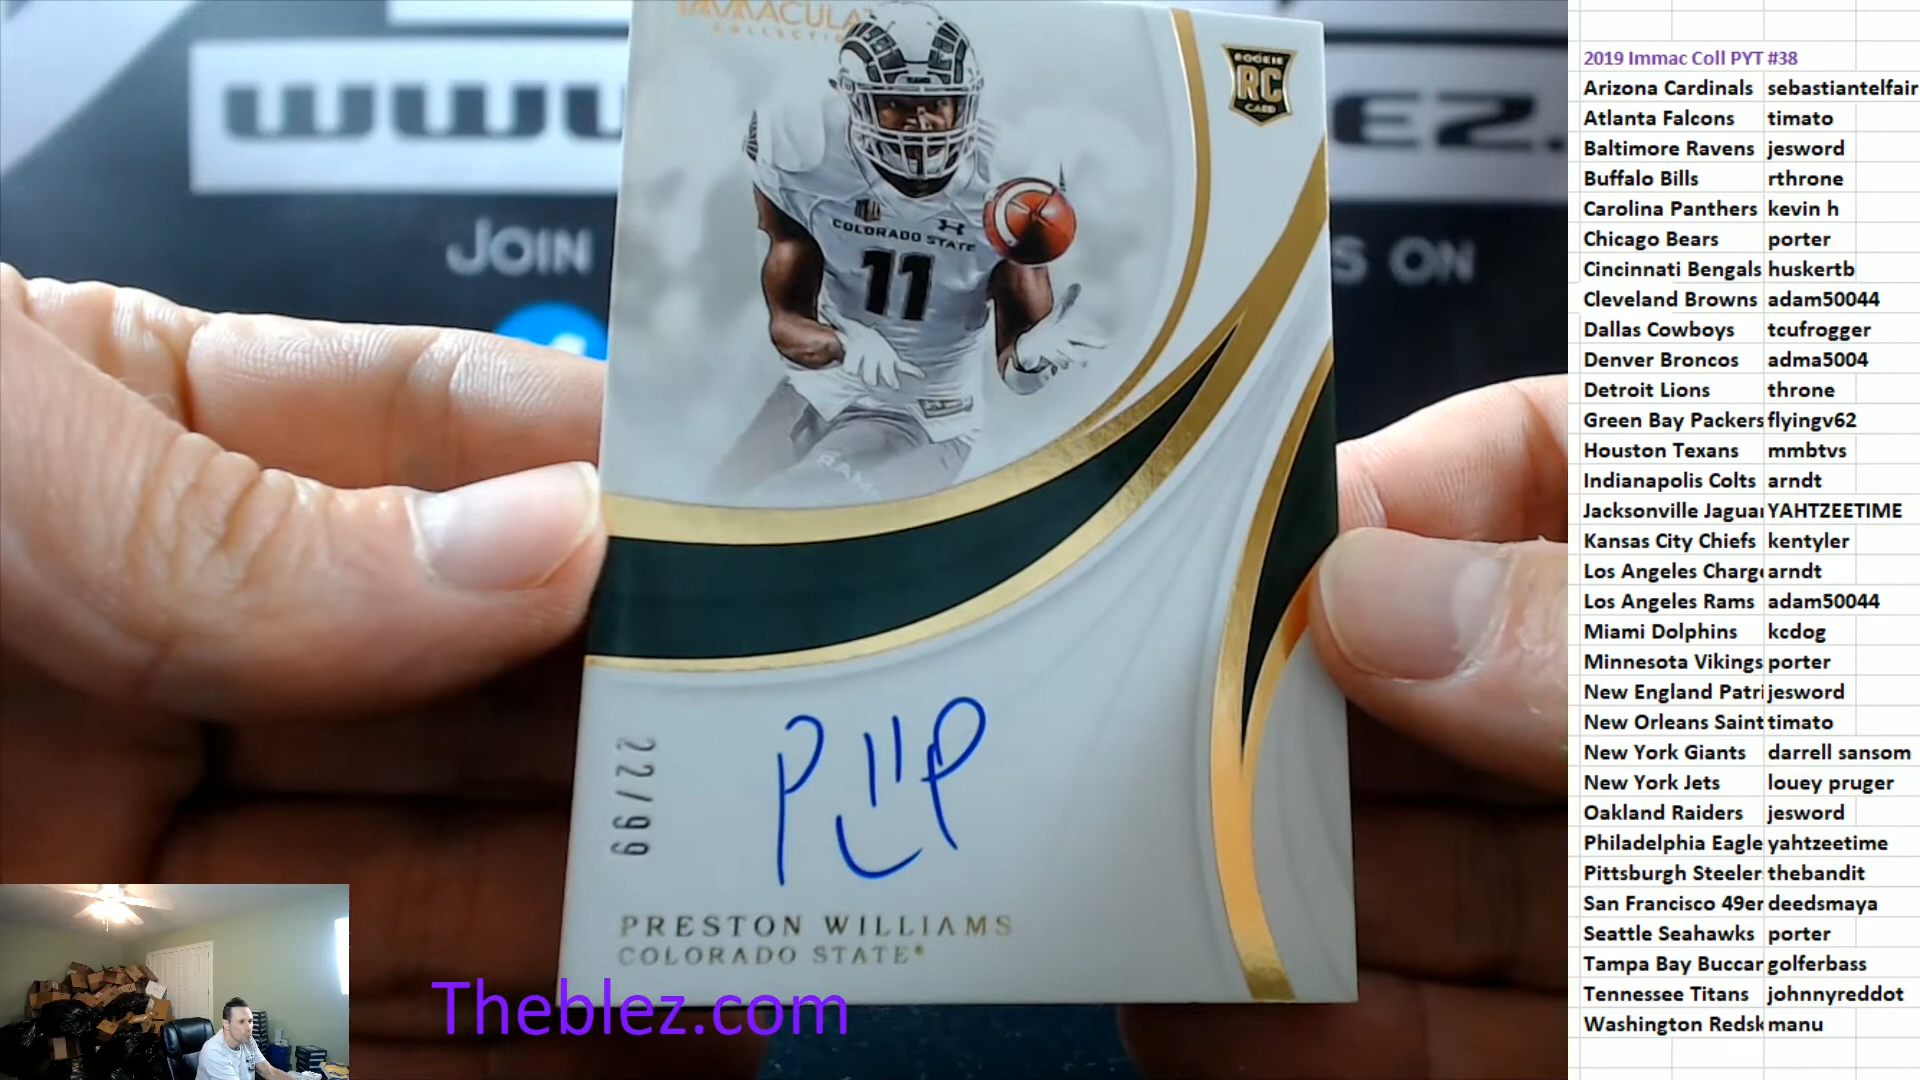 IMMACULAT
COLLECTI
ROOKIE
RC
CARD
www
EZ.
JOIN
S ON
COLORADO STATE
11
RAMS
22/99
PRESTON WILLIAMS
COLORADO STATE
Theblez.com
2019 Immac Coll PYT #38
Arizona Cardinals sebastiantelfair
Atlanta Falcons timato
Baltimore Ravens jesword
Buffalo Bills rthrone
Carolina Panthers kevin h
Chicago Bears porter
Cincinnati Bengals huskertb
Cleveland Browns adam50044
Dallas Cowboys tcufrogger
Denver Broncos adma5004
Detroit Lions throne
Green Bay Packers flyingv62
Houston Texans mmbtvs
Indianapolis Colts arndt
Jacksonville Jaguar YAHTZEETIME
Kansas City Chiefs kentyler
Los Angeles Charge arndt
Los Angeles Rams adam50044
Miami Dolphins kcdog
Minnesota Vikings porter
New England Patri jesword
New Orleans Saint timato
New York Giants darrell sansom
New York Jets louey pruger
Oakland Raiders jesword
Philadelphia Eagle yahtzeetime
Pittsburgh Steeler thebandit
San Francisco 49er deedsmaya
Seattle Seahawks porter
Tampa Bay Buccar golferbass
Tennessee Titans johnnyreddot
Washington Redsk manu